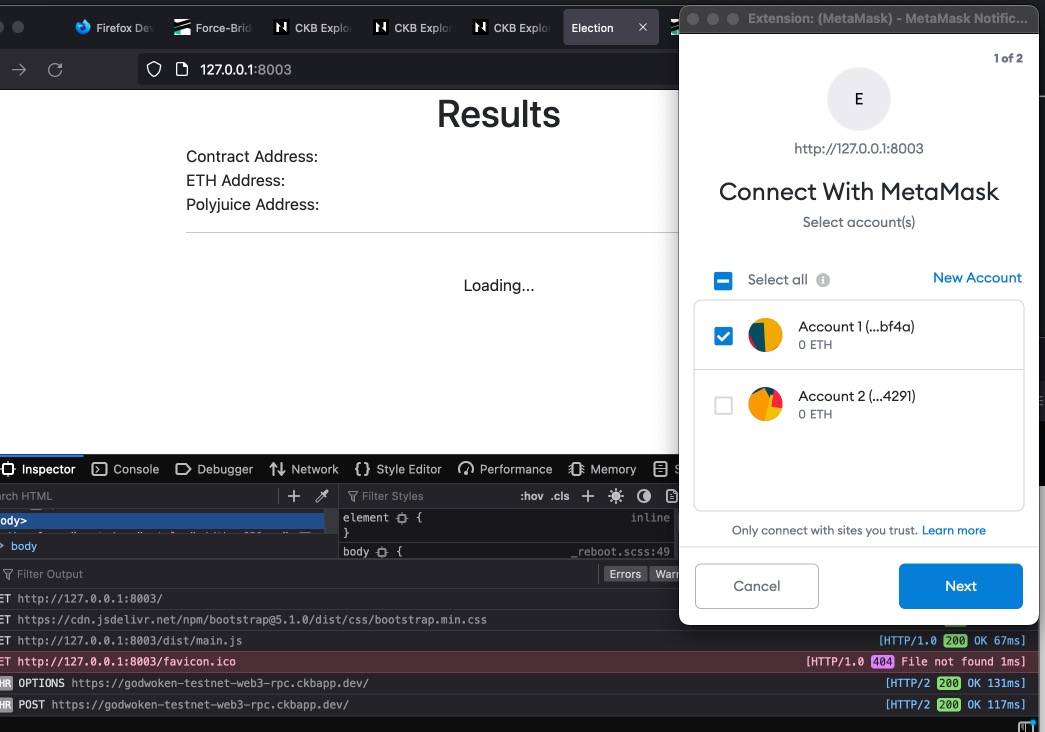 Firefox De
Force-Brid
CKB Explo
CKB Explo
CKB Explo
Election
127.0.0.1:8003
Results
Contract Address:
ETH Address:
Polyjuice Address:
Loading...
Extension: (MetaMask) - MetaMask Notific...
1 of 2
E
http://127.0.0.1:8003
Connect With MetaMask
Select account(s)
Select all
New Account
Account 1 (...bf4a)
0 ETH
Account 2 (...4291)
0 ETH
Only connect with sites you trust. Learn more
Cancel
Next
Inspector Console Debugger Network Style Editor Performance Memory S
rch HTML
Filter Styles :hov .cls
ody>
body
element {
inline
}
body {
_reboot.scss:49
Filter Output
Errors Warn
ET http://127.0.0.1:8003/
ET https://cdn.jsdelivr.net/npm/bootstrap@5.1.0/dist/css/bootstrap.min.css
ET http://127.0.0.1:8003/dist/main.js [HTTP/1.0 200 OK 67ms]
ET http://127.0.0.1:8003/favicon.ico [HTTP/1.0 404 File not found 1ms]
HR OPTIONS https://godwoken-testnet-web3-rpc.ckbapp.dev/ [HTTP/2 200 OK 131ms]
HR POST https://godwoken-testnet-web3-rpc.ckbapp.dev/ [HTTP/2 200 OK 117ms]